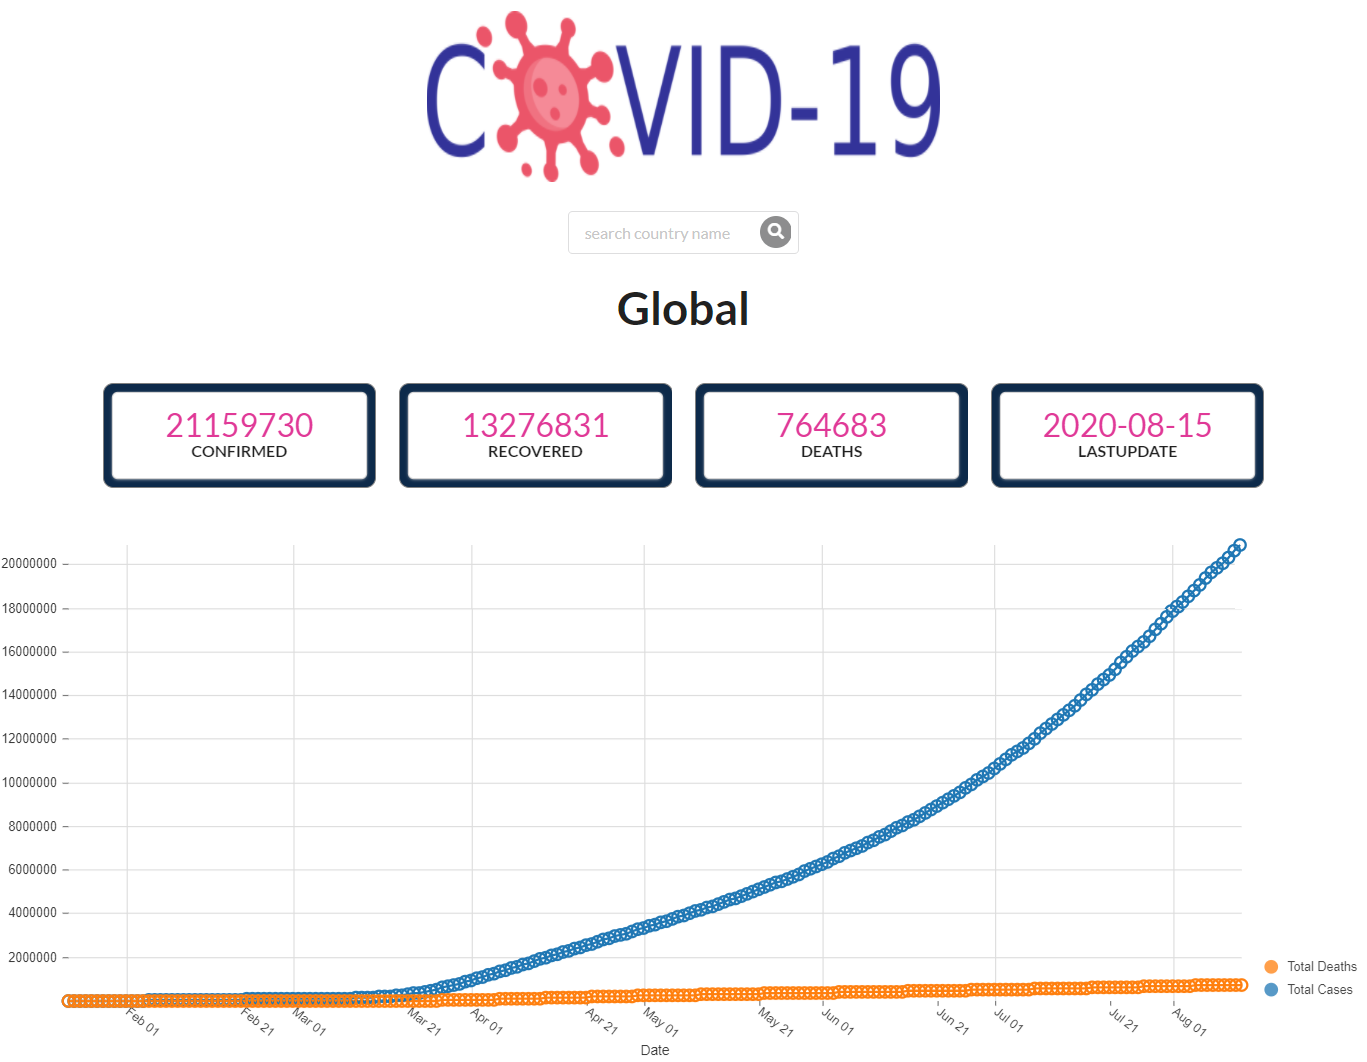 COVID-19
search country name
Global
21159730
CONFIRMED
13276831
RECOVERED
764683
DEATHS
2020-08-15
LASTUPDATE
20000000
18000000
16000000
14000000
12000000
10000000
8000000
6000000
4000000
2000000
Total Deaths
Total Cases
Feb 01
Feb 21
Mar 01
Mar 21
Apr 01
Apr 21
May 01
May 21
Jun 01
Jun 21
Jul 01
Jul 21
Aug 01
Date